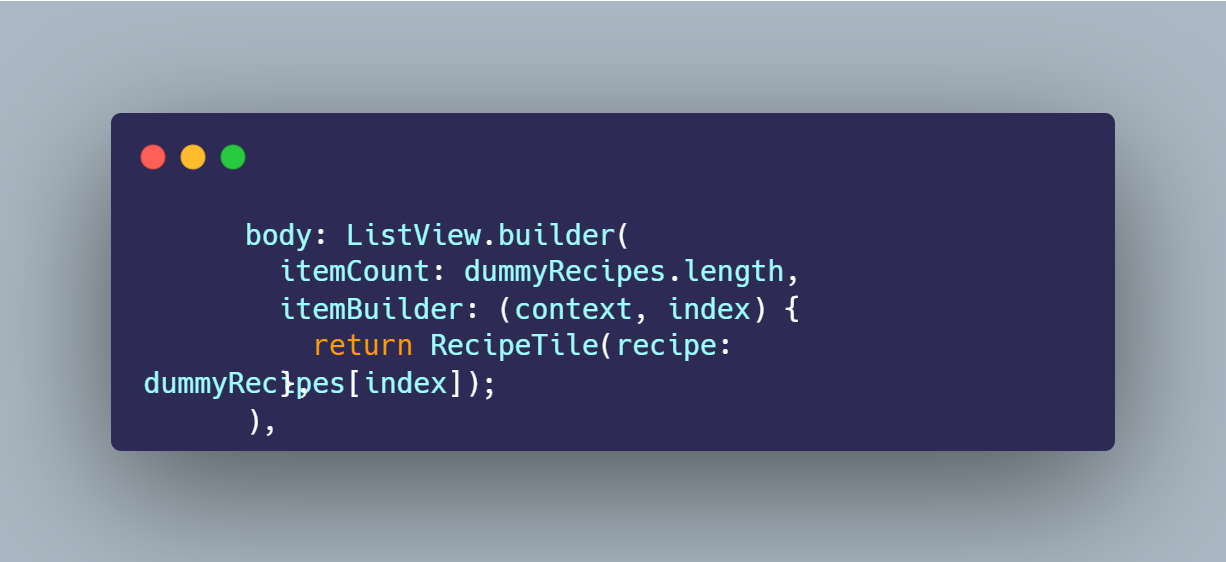 body: ListView.builder(
itemCount: dummyRecipes.length,
itemBuilder: (context, index) {
return RecipeTile(recipe:
dummyRecipes[index]);
},
),